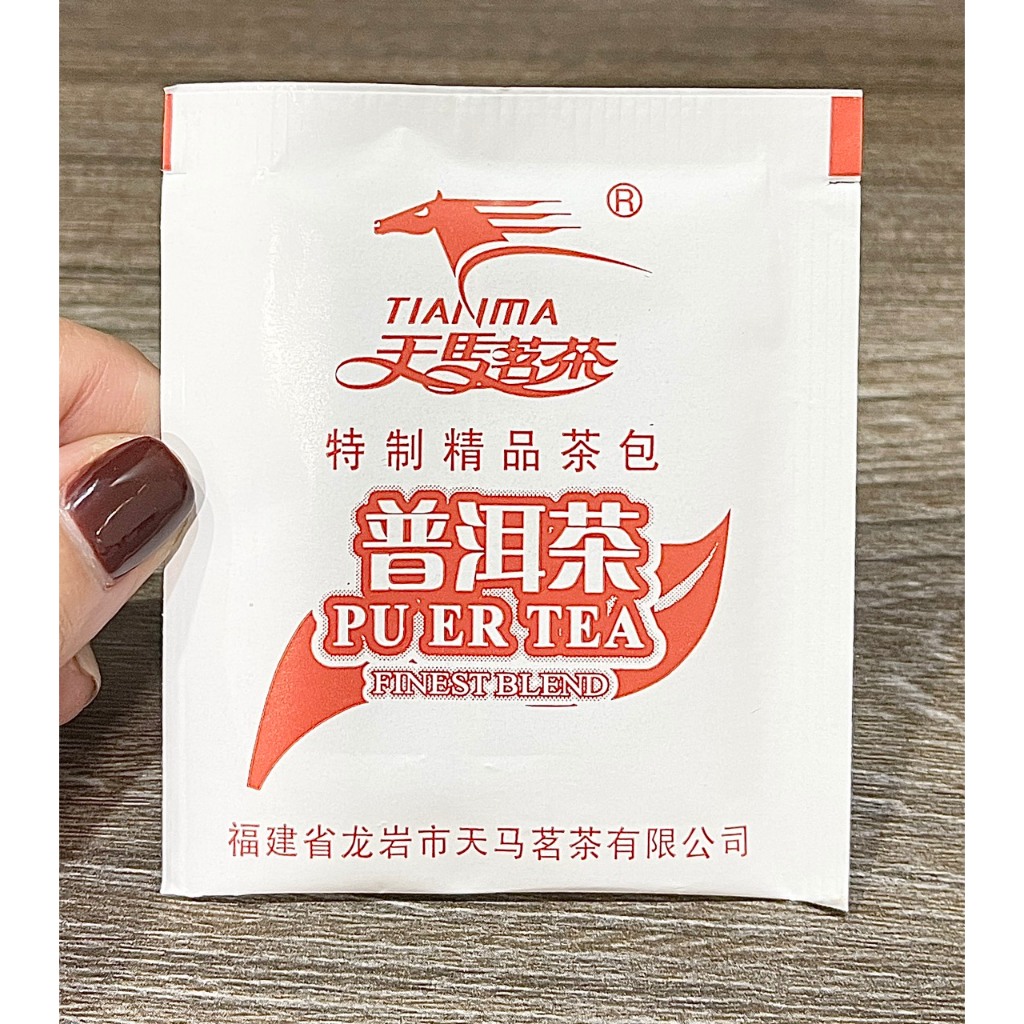 ®
TIANMA
天馬茗茶
特制精品茶包
普洱茶
PU ER TEA
FINEST BLEND
福建省龙岩市天马茗茶有限公司